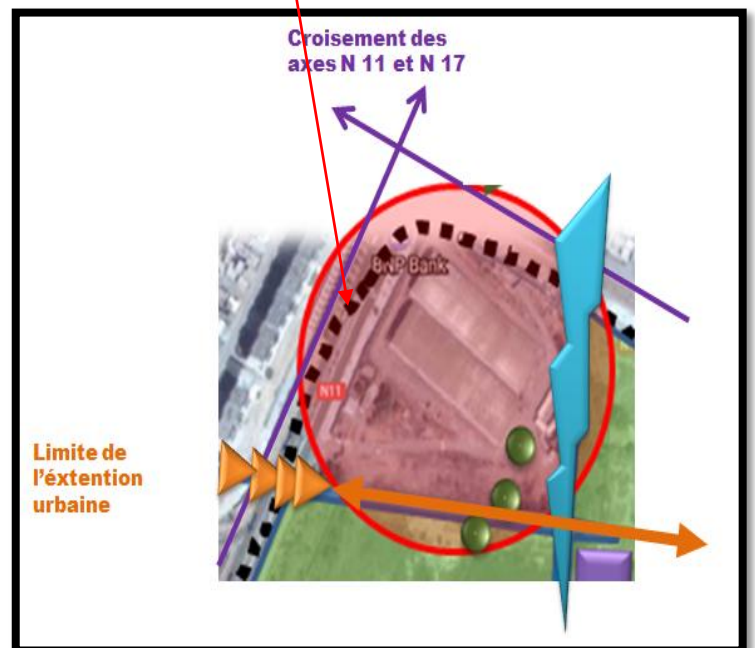 Croisement des
axes N 11 et N 17
BNP Bank
N11
Limite de
l'éxtention
urbaine